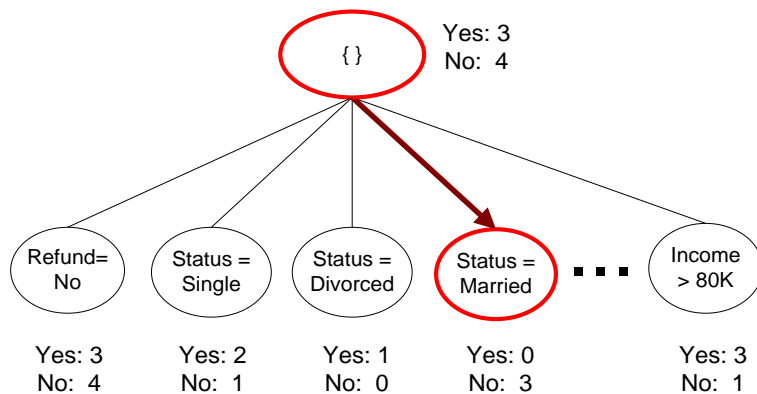 { }
Yes: 3
No: 4
Refund=
No
Status =
Single
Status =
Divorced
Status =
Married
Income
> 80K
Yes: 3
No: 4
Yes: 2
No: 1
Yes: 1
No: 0
Yes: 0
No: 3
Yes: 3
No: 1